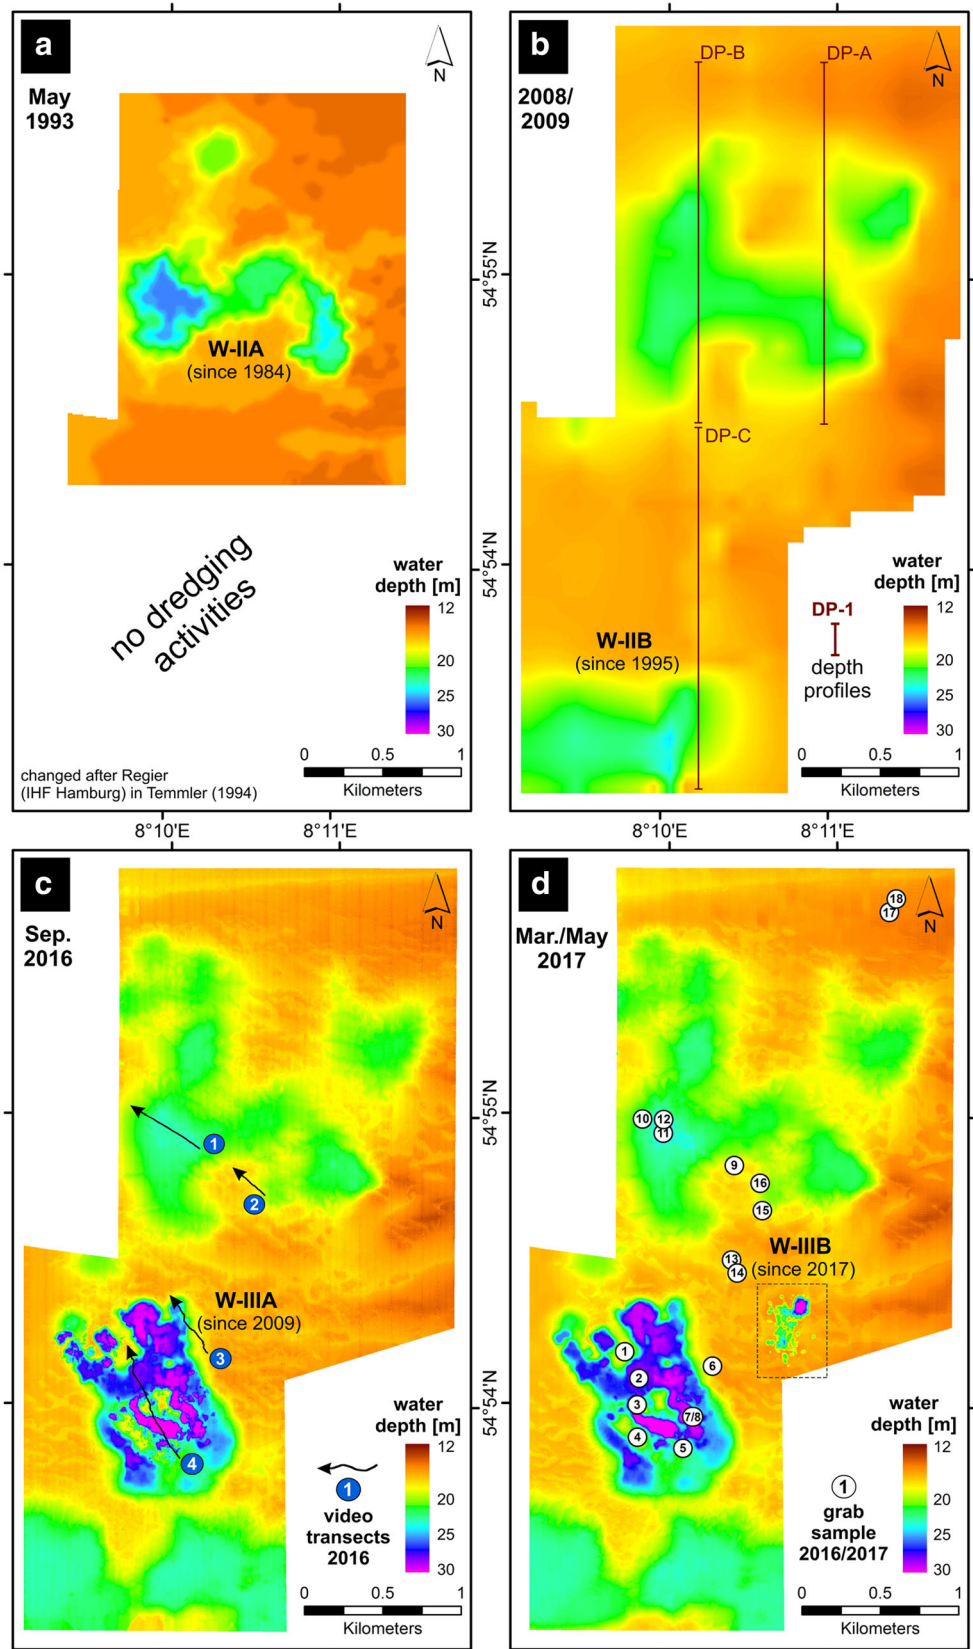 a
N
May
1993
W-IIA
(since 1984)
no dredging
activities
water
depth [m]
12
20
25
30
0 0.5 1
Kilometers
changed after Regier
(IHF Hamburg) in Temmler (1994)
8°10'E 8°11'E
b
N
2008/
2009
DP-B DP-A
54°55'N
DP-C
54°54'N
W-IIB
(since 1995)
DP-1
depth
profiles
water
depth [m]
12
20
25
30
0 0.5 1
Kilometers
8°10'E 8°11'E
c
N
Sep.
2016
1
2
W-IIIA
(since 2009)
3
4
1
video
transects
2016
water
depth [m]
12
20
25
30
0 0.5 1
Kilometers
d
N
Mar./May
2017
18
17
54°55'N
10 12
11
9
16
15
13
14
W-IIIB
(since 2017)
1
6
2
3
7/8
4
5
54°54'N
1
grab
sample
2016/2017
water
depth [m]
12
20
25
30
0 0.5 1
Kilometers